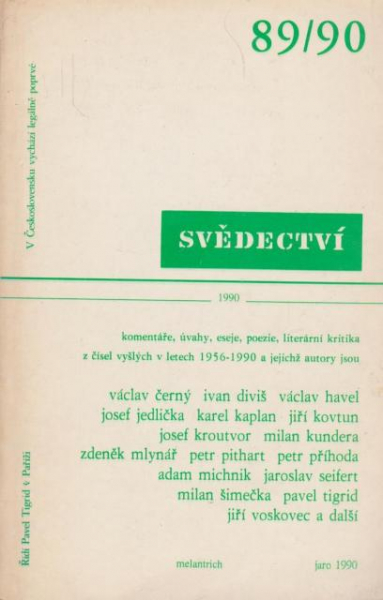 89/90
V Československu vychází legálně poprvé
SVĚDECTVÍ
1990
komentáře, úvahy, eseje, poezie, literární kritika
z čísel vyšlých v letech 1956-1990 a jejichž autory jsou
václav černý ivan diviš václav havel
josef jedlička karel kaplan jiří kovtun
josef kroutvor milan kundera
zdeněk mlynář petr pithart petr příhoda
adam michnik jaroslav seifert
milan šimečka pavel tigrid
jiří voskovec a další
Řídí Pavel Tigrid v Paříži
melantrich jaro 1990